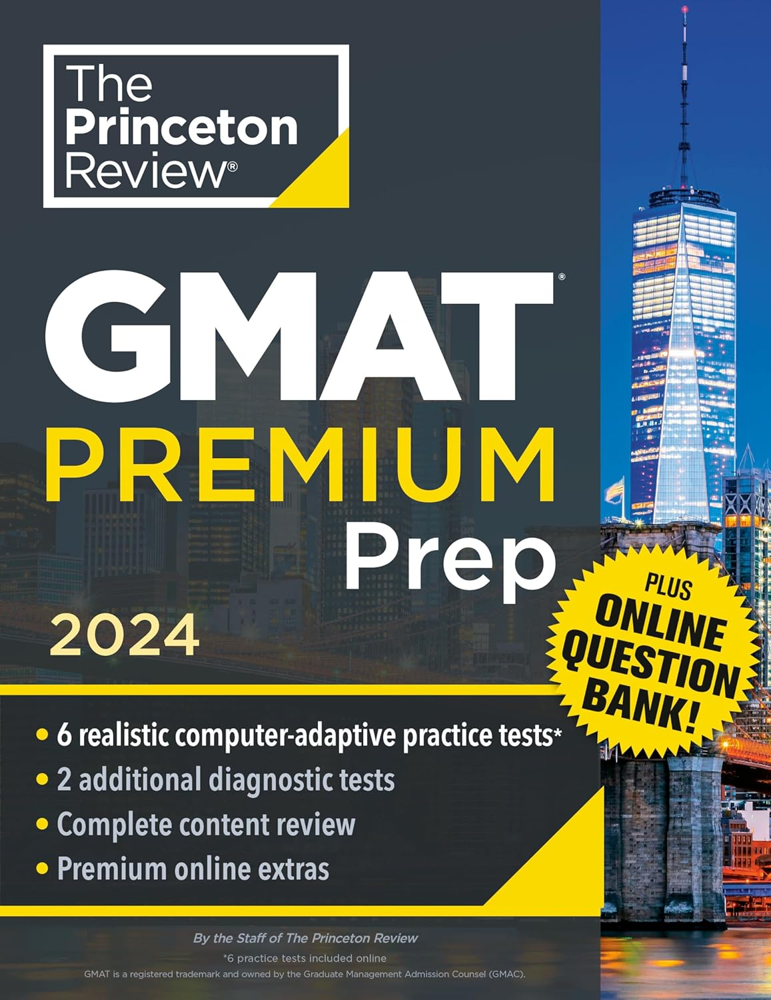 The
Princeton
Review®
GMAT®
PREMIUM
Prep
2024
PLUS
ONLINE
QUESTION
BANK!
• 6 realistic computer-adaptive practice tests*
• 2 additional diagnostic tests
• Complete content review
• Premium online extras
By the Staff of The Princeton Review
*6 practice tests included online
GMAT is a registered trademark and owned by the Graduate Management Admission Counsel (GMAC).